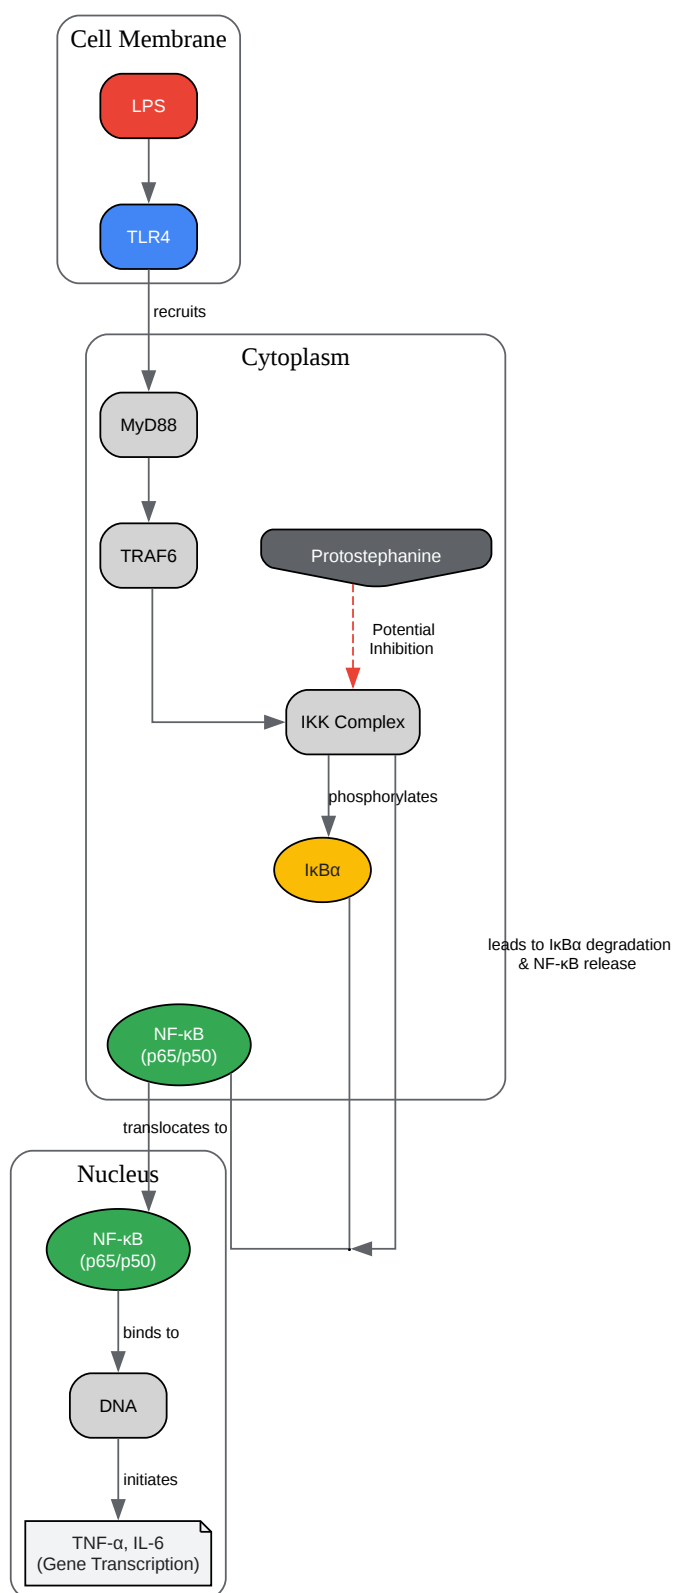 Cell Membrane
LPS
TLR4
recruits
Cytoplasm
MyD88
TRAF6
Protostephanine
Potential
Inhibition
IKK Complex
phosphorylates
IκBα
leads to IκBα degradation
& NF-κB release
NF-κB
(p65/p50)
translocates to
Nucleus
NF-κB
(p65/p50)
binds to
DNA
initiates
TNF-α, IL-6
(Gene Transcription)